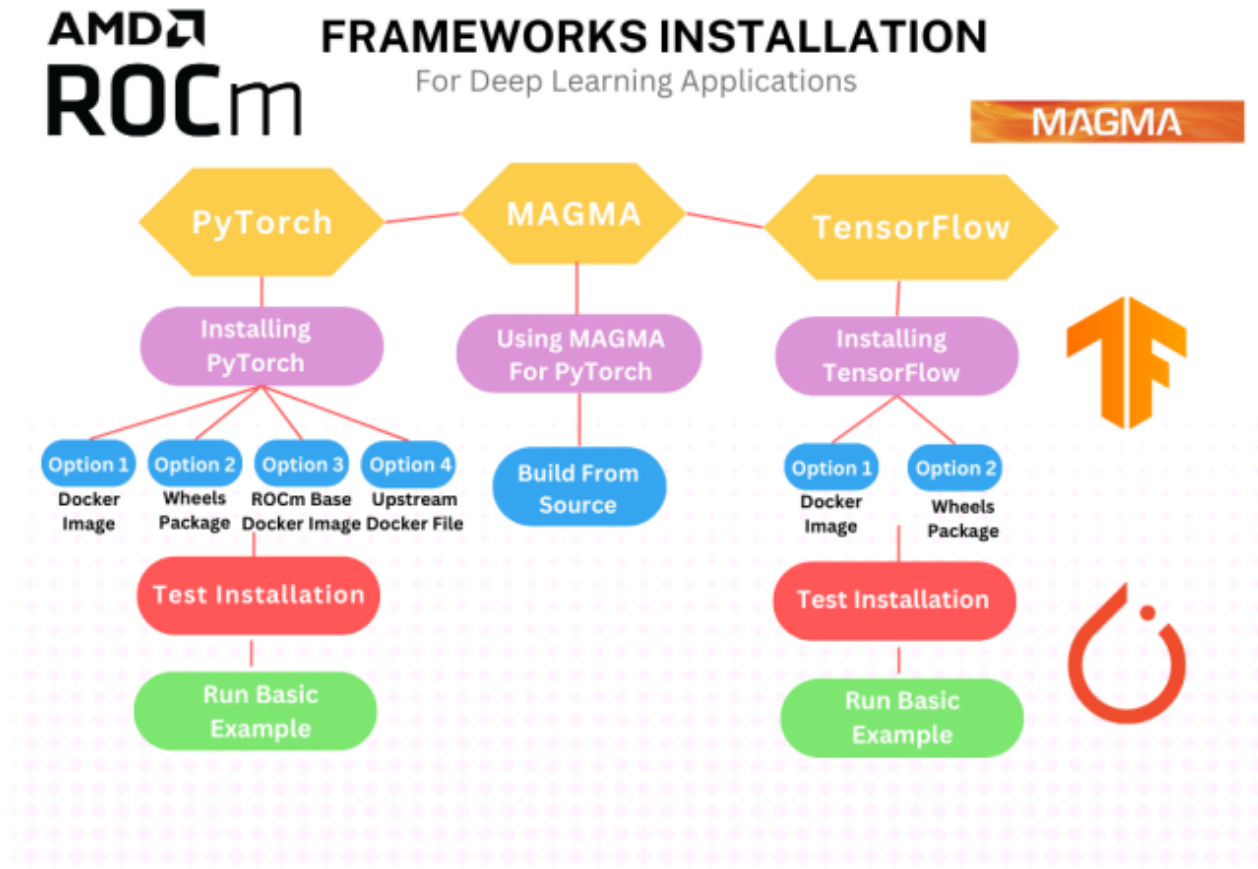 AMD
ROCm
FRAMEWORKS INSTALLATION
For Deep Learning Applications
MAGMA
PyTorch
MAGMA
TensorFlow
Installing
PyTorch
Using MAGMA
For PyTorch
Installing
TensorFlow
Option 1
Docker
Image
Option 2
Wheels
Package
Option 3
ROCm Base
Docker Image
Option 4
Upstream
Docker File
Build From
Source
Option 1
Docker
Image
Option 2
Wheels
Package
Test Installation
Test Installation
Run Basic
Example
Run Basic
Example